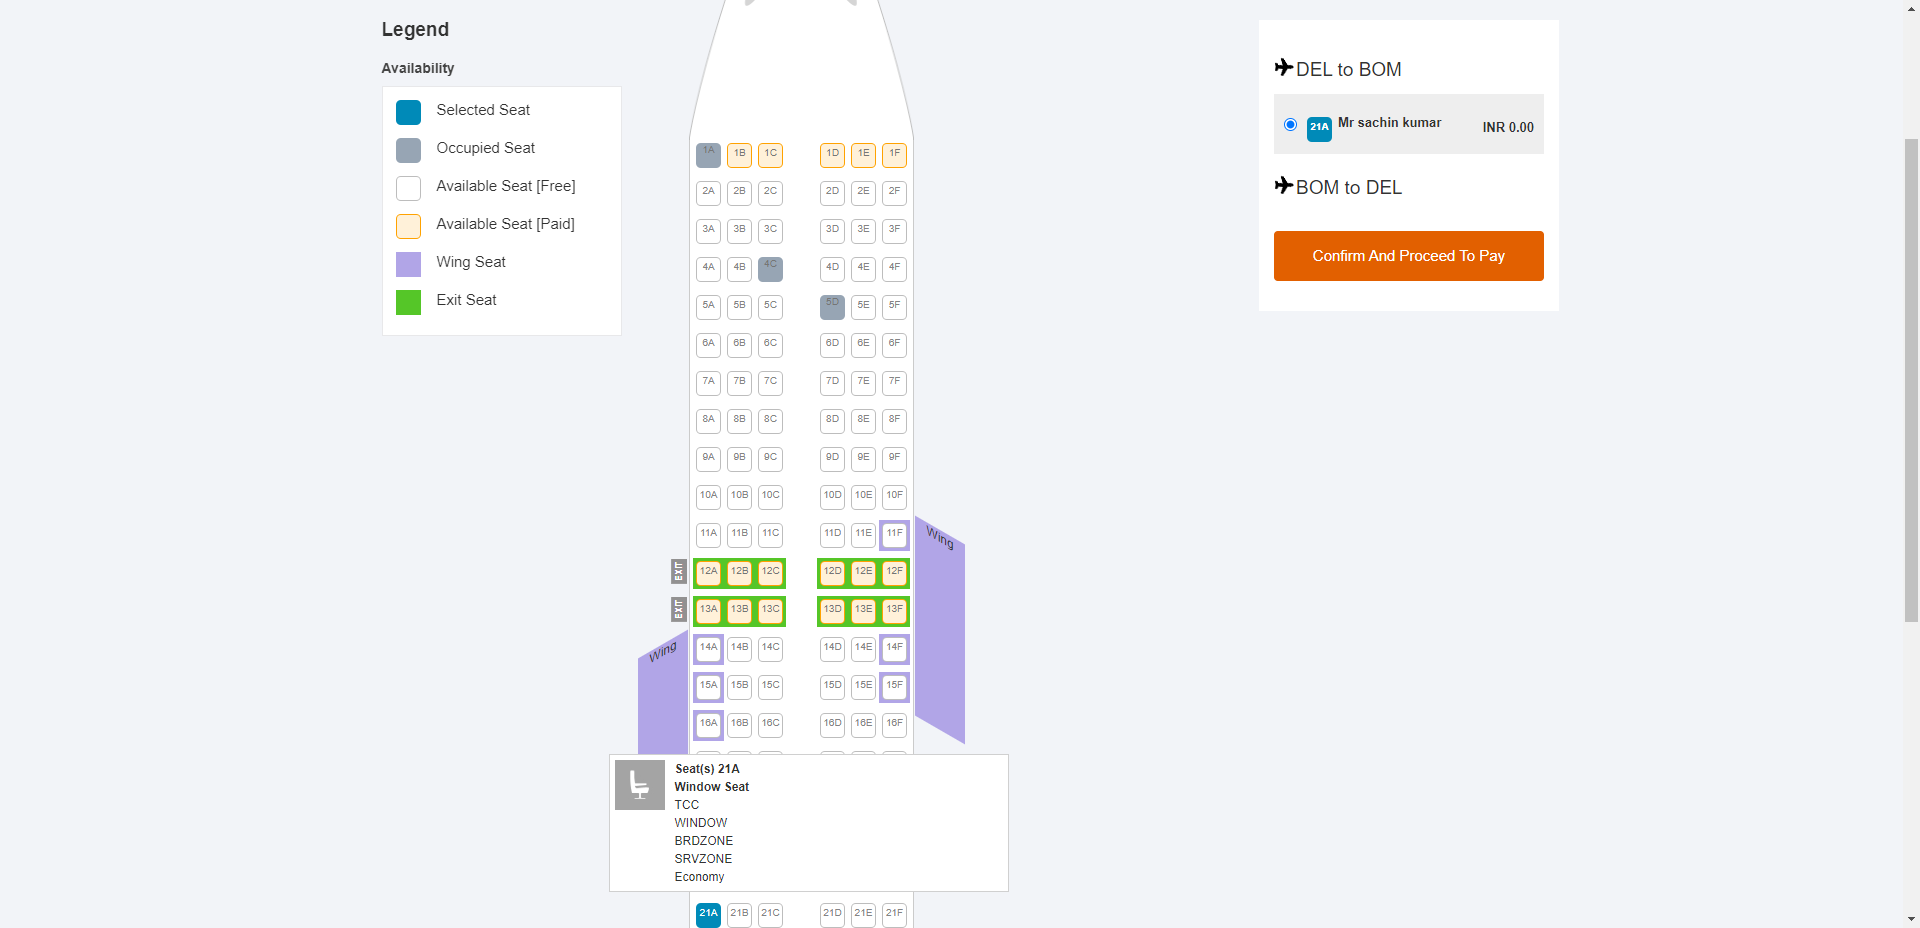 Legend
Availability
Selected Seat
Occupied Seat
Available Seat [Free]
Available Seat [Paid]
Wing Seat
Exit Seat
1A 1B 1C 1D 1E 1F
2A 2B 2C 2D 2E 2F
3A 3B 3C 3D 3E 3F
4A 4B 4C 4D 4E 4F
5A 5B 5C 5D 5E 5F
6A 6B 6C 6D 6E 6F
7A 7B 7C 7D 7E 7F
8A 8B 8C 8D 8E 8F
9A 9B 9C 9D 9E 9F
10A 10B 10C 10D 10E 10F
11A 11B 11C 11D 11E 11F
Wing
EXIT 12A 12B 12C 12D 12E 12F
EXIT 13A 13B 13C 13D 13E 13F
Wing
14A 14B 14C 14D 14E 14F
15A 15B 15C 15D 15E 15F
16A 16B 16C 16D 16E 16F
Seat(s) 21A
Window Seat
TCC
WINDOW
BRDZONE
SRVZONE
Economy
21A 21B 21C 21D 21E 21F
DEL to BOM
21A Mr sachin kumar INR 0.00
BOM to DEL
Confirm And Proceed To Pay